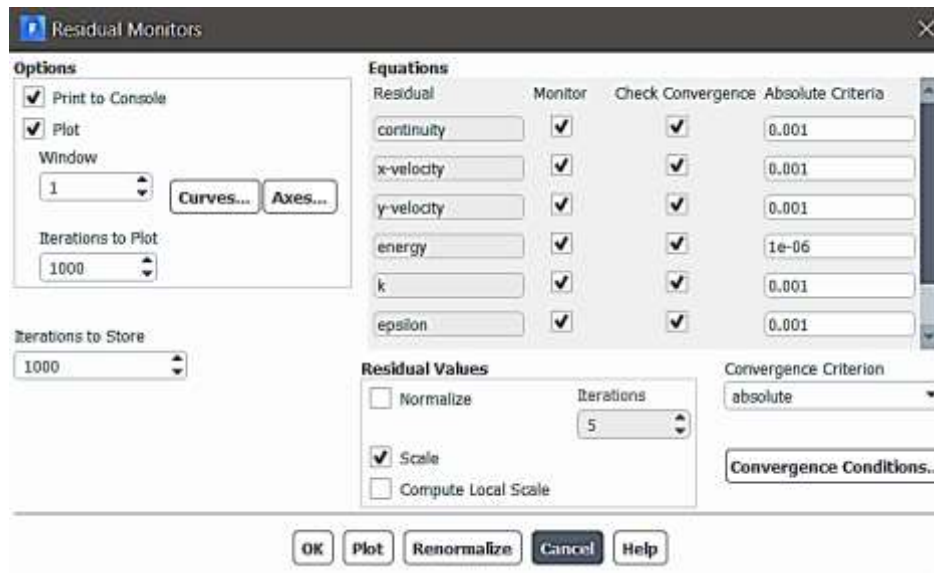 Residual Monitors
Options
Print to Console
Plot
Window
1
Curves...
Axes...
Iterations to Plot
1000
Iterations to Store
1000
Equations
Residual Monitor Check Convergence Absolute Criteria
continuity 0.001
x-velocity 0.001
y-velocity 0.001
energy 1e-06
k 0.001
epsilon 0.001
Residual Values
Normalize
Iterations
5
Scale
Compute Local Scale
Convergence Criterion
absolute
Convergence Conditions..
OK Plot Renormalize Cancel Help